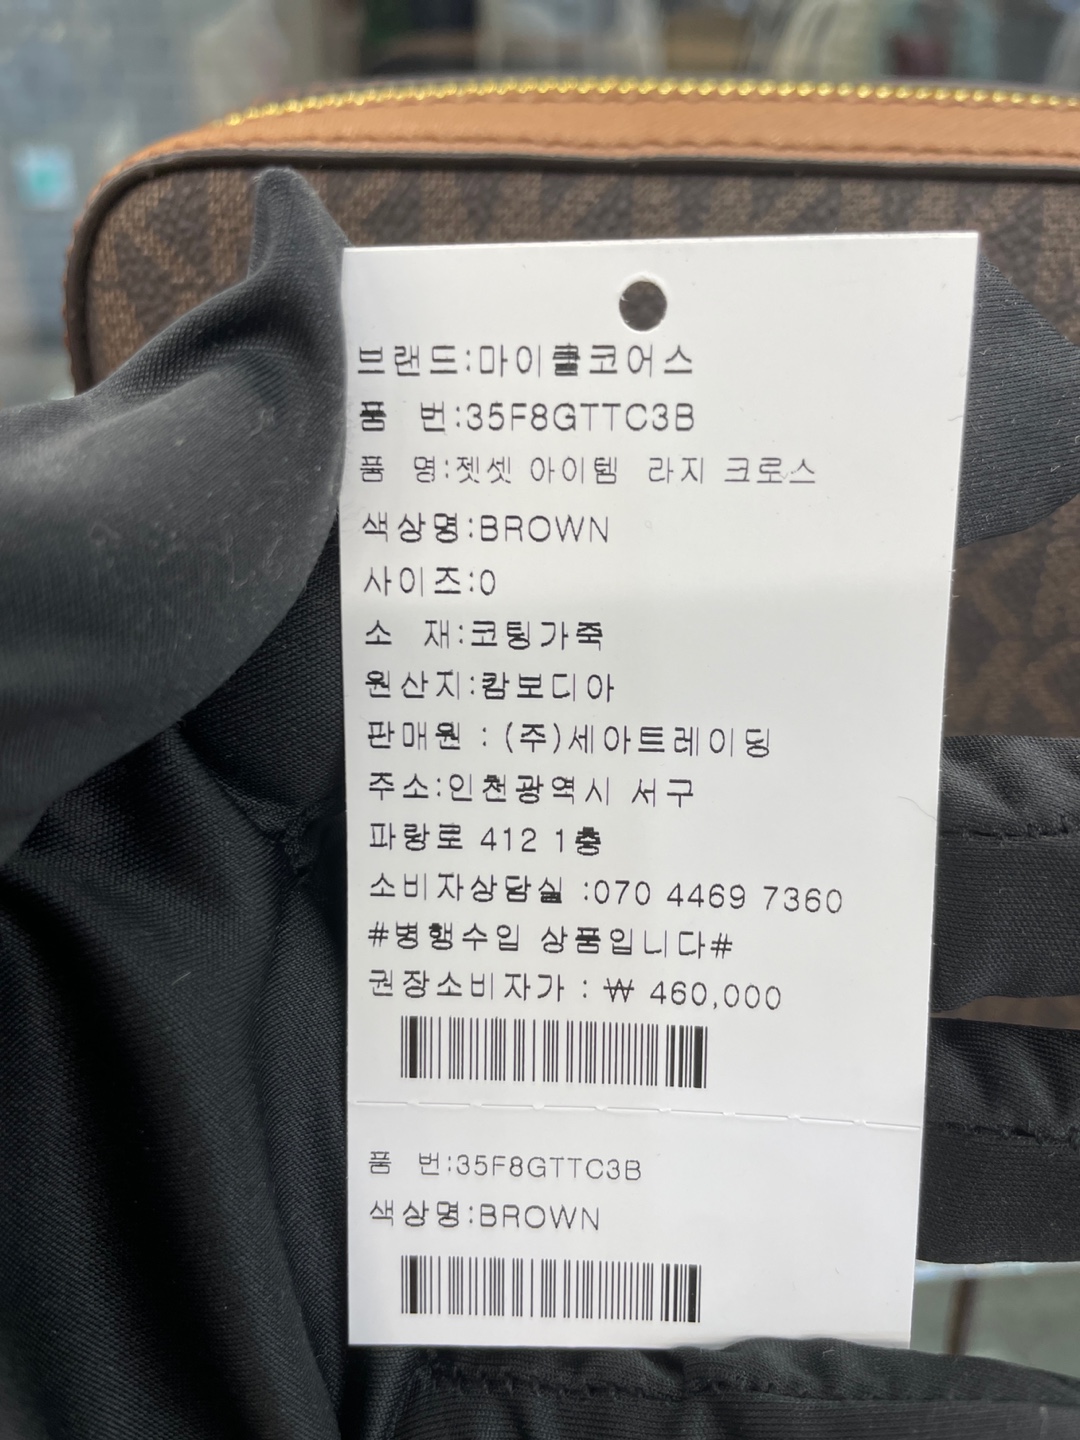 브랜드:마이클코어스
품 번:35F8GTTC3B
품 명:젯셋 아이템 라지 크로스
색상명:BROWN
사이즈:0
소 재:코팅가죽
원산지:캄보디아
판매원 : (주)세아트레이딩
주소:인천광역시 서구
파랑로 412 1층
소비자상담실 :070 4469 7360
#병행수입 상품입니다#
권장소비자가 : ₩ 460,000
품 번:35F8GTTC3B
색상명:BROWN